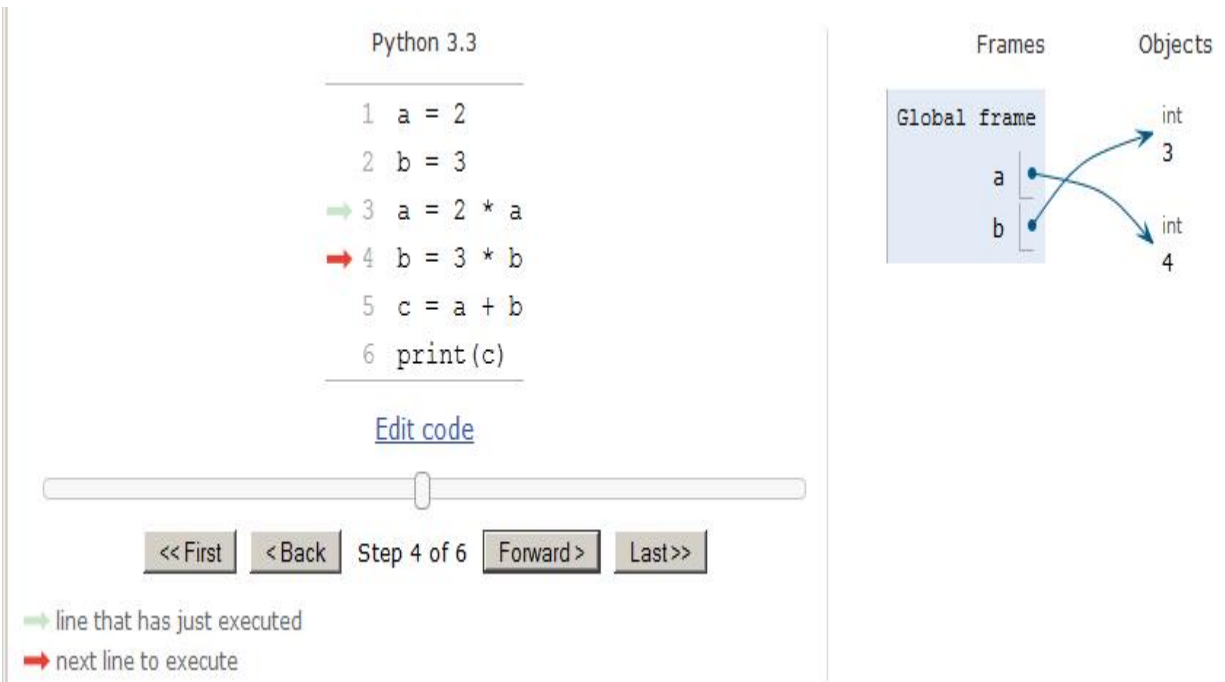 Python 3.3
1 a = 2
2 b = 3
3 a = 2 * a
4 b = 3 * b
5 c = a + b
6 print(c)
Edit code
<< First < Back Step 4 of 6 Forward > Last >>
line that has just executed
next line to execute
Frames Objects
Global frame
a
b
int
3
int
4